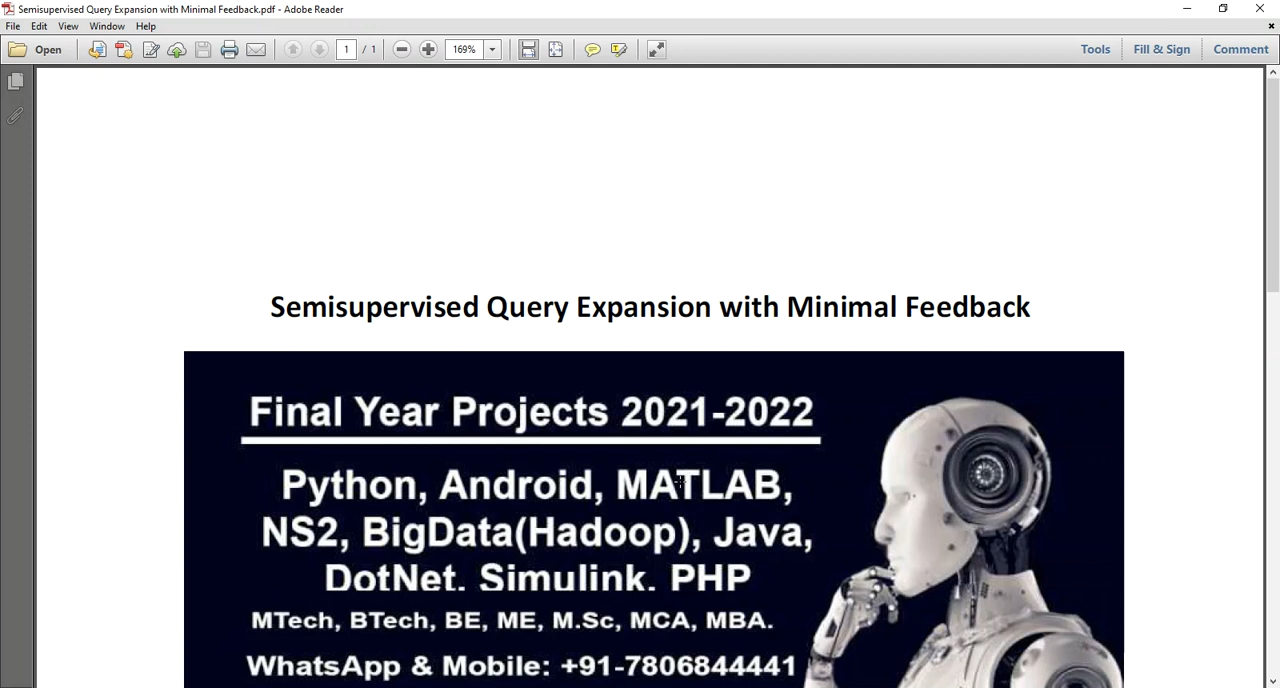 Semisupervised Query Expansion with Minimal Feedback.pdf - Adobe Reader
File Edit View Window Help
Open 1 / 1 169% Tools Fill & Sign Comment
Semisupervised Query Expansion with Minimal Feedback
Final Year Projects 2021-2022
Python, Android, MATLAB,
NS2, BigData(Hadoop), Java,
DotNet. Simulink. PHP
MTech, BTech, BE, ME, M.Sc, MCA, MBA.
WhatsApp & Mobile: +91-7806844441